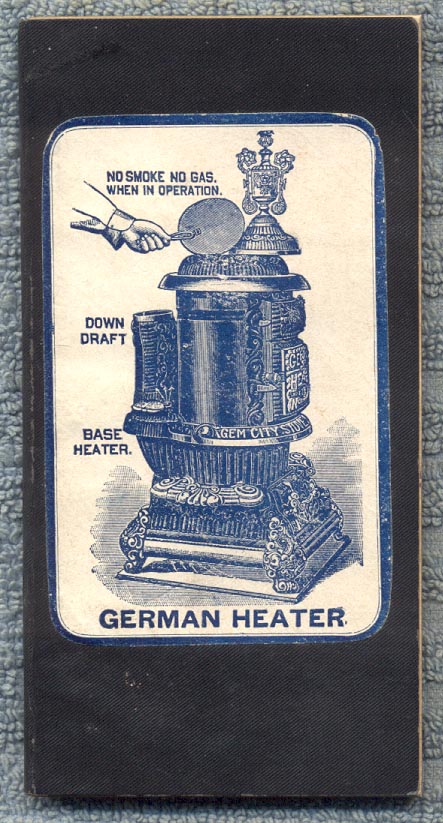 NO SMOKE NO GAS.
WHEN IN OPERATION.
DOWN
DRAFT
BASE
HEATER.
GEM CITY STOVE
GERMAN HEATER.